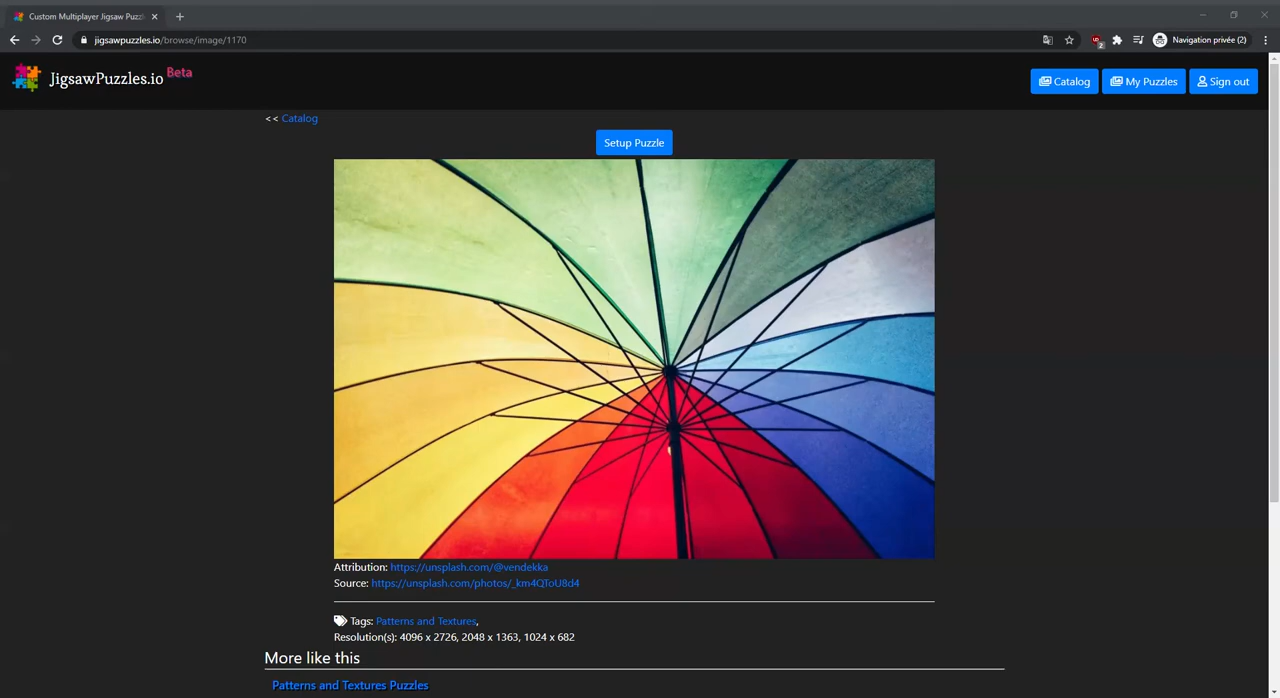 Custom Multiplayer Jigsaw Puzz
jigsawpuzzles.io/browse/image/1170
2
Navigation privée (2)
JigsawPuzzles.io Beta
Catalog
My Puzzles
Sign out
<< Catalog
Setup Puzzle
Attribution: https://unsplash.com/@vendekka
Source: https://unsplash.com/photos/_km4QToU8d4
Tags: Patterns and Textures,
Resolution(s): 4096 x 2726, 2048 x 1363, 1024 x 682
More like this
Patterns and Textures Puzzles